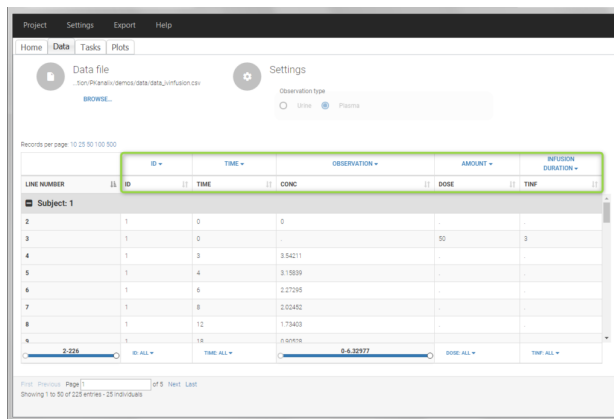 Project Settings Export Help
Home Data Tasks Plots
Data file
...tion/PKanalix/demos/data/data_ivinfusion.csv
BROWSE...
Settings
Observation type
Urine Plasma
Records per page: 10 25 50 100 500
ID TIME OBSERVATION AMOUNT INFUSION DURATION
LINE NUMBER ID TIME CONC DOSE TINF
Subject: 1
2 1 0 0 . .
3 1 0 . 50 3
4 1 3 3.54211 . .
5 1 4 3.15839 . .
6 1 6 2.27295 . .
7 1 8 2.02452 . .
8 1 12 1.73403 . .
9 1 18 0.90528
2-226 ID: ALL TIME: ALL 0-6.32977 DOSE: ALL TINF: ALL
First Previous Page 1 of 5 Next Last
Showing 1 to 50 of 225 entries - 25 individuals